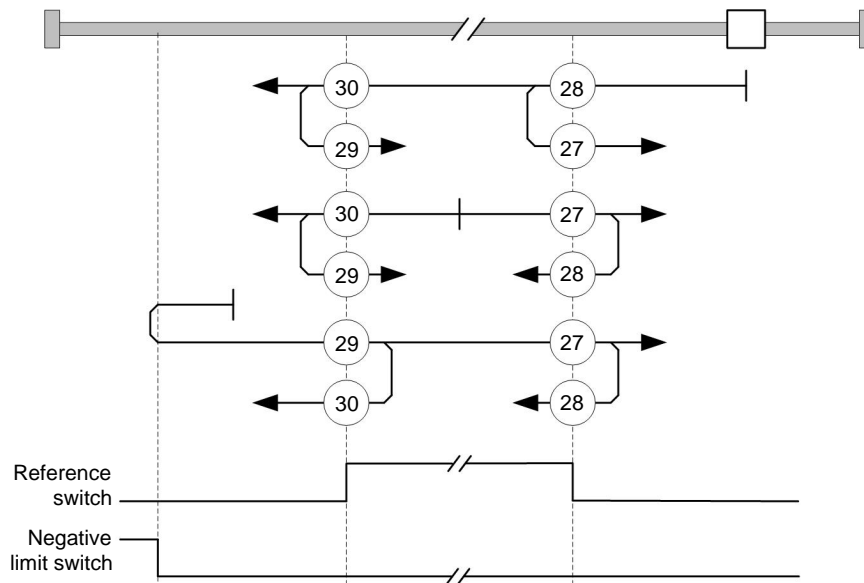 30 28
29 27
30 27
29 28
29 27
30 28
Reference
switch
Negative
limit switch